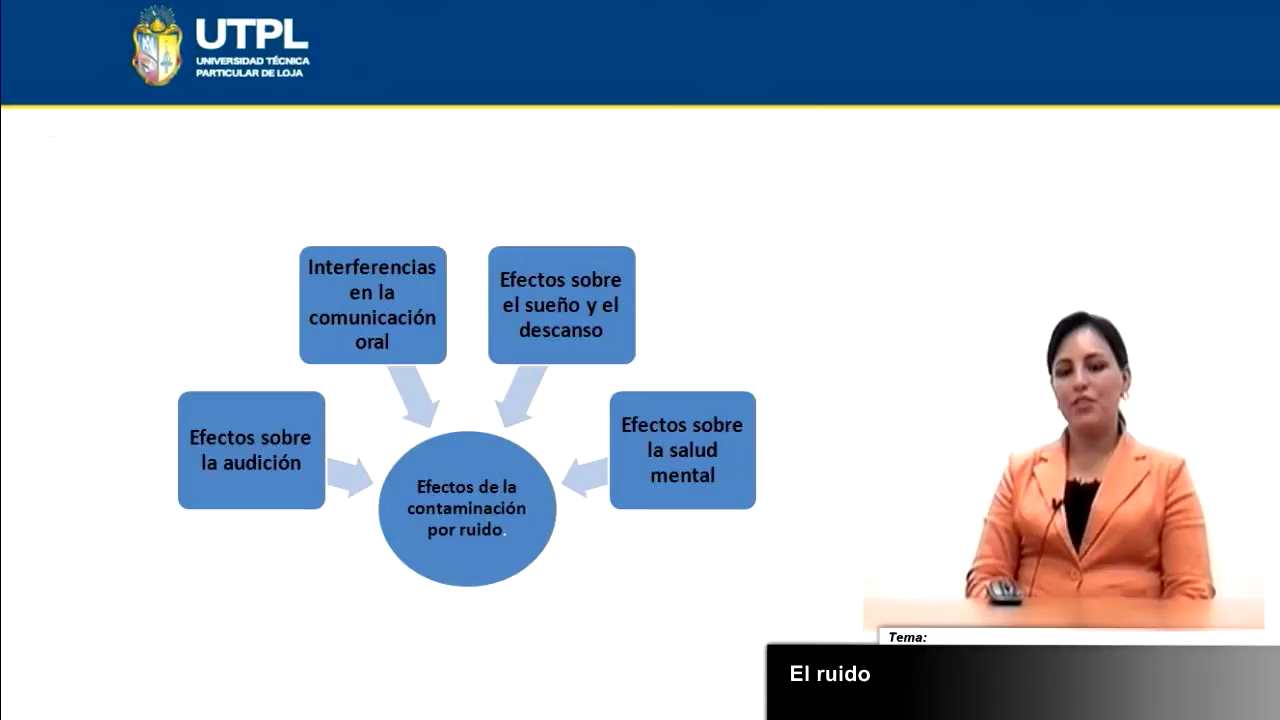 UTPL
UNIVERSIDAD TÉCNICA
PARTICULAR DE LOJA
Interferencias
en la
comunicación
oral
Efectos sobre
el sueño y el
descanso
Efectos sobre
la audición
Efectos sobre
la salud
mental
Efectos de la
contaminación
por ruido.
Tema:
El ruido